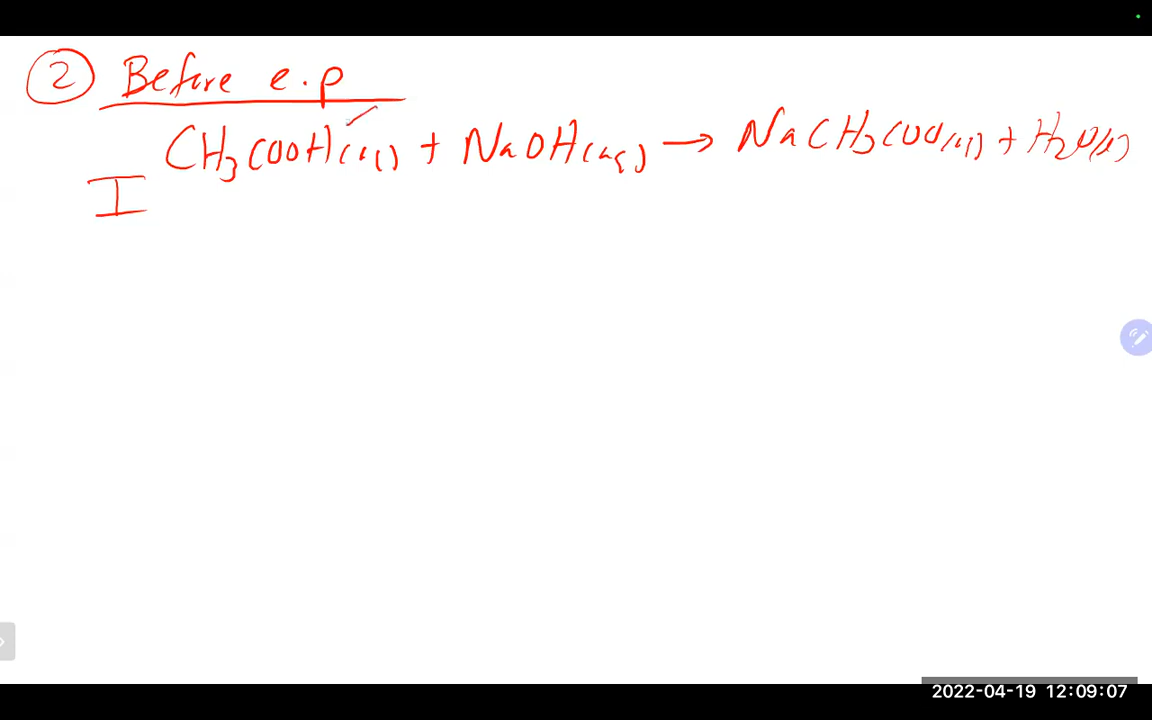 ② Before e.p
CH₃COOH(aq) + NaOH(aq) → NaCH₃COO(aq) + H₂O(l)
I
2022-04-19 12:09:07